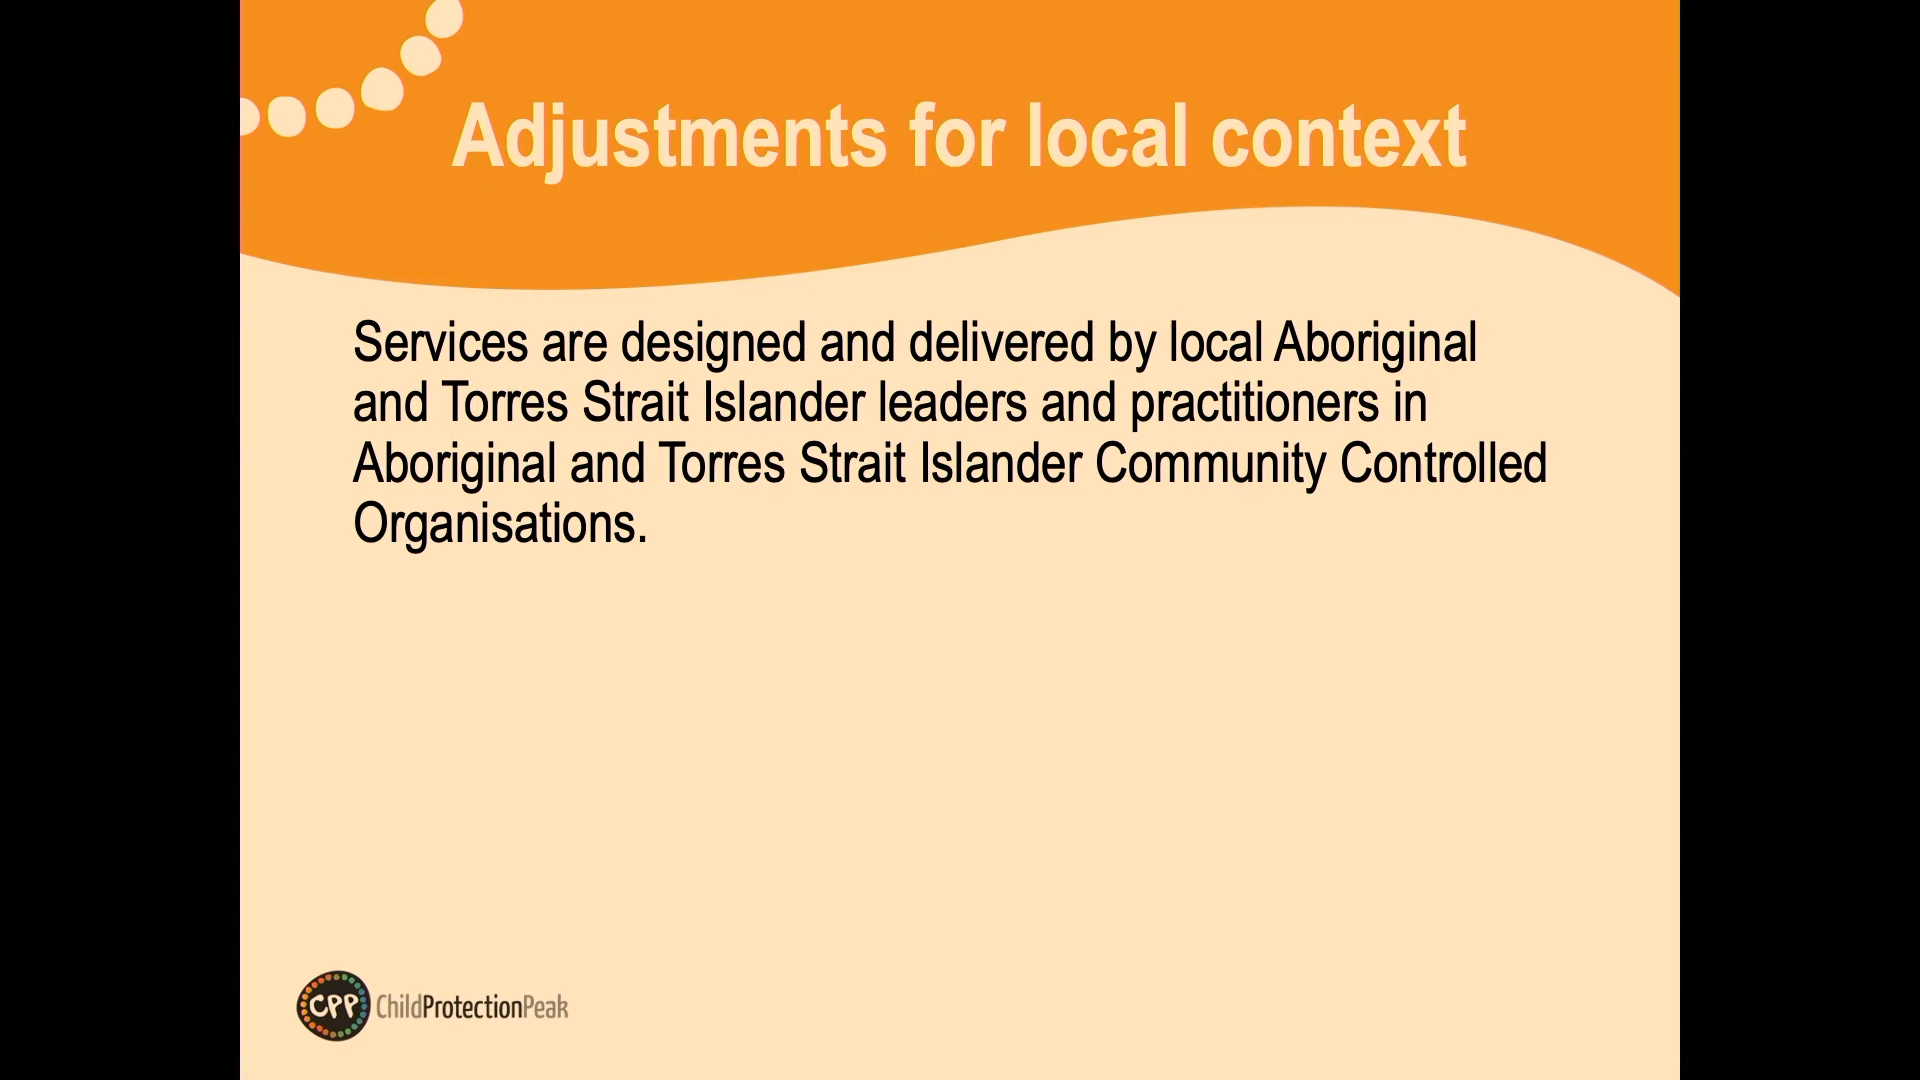 Adjustments for local context
Services are designed and delivered by local Aboriginal
and Torres Strait Islander leaders and practitioners in
Aboriginal and Torres Strait Islander Community Controlled
Organisations.
CPP ChildProtectionPeak